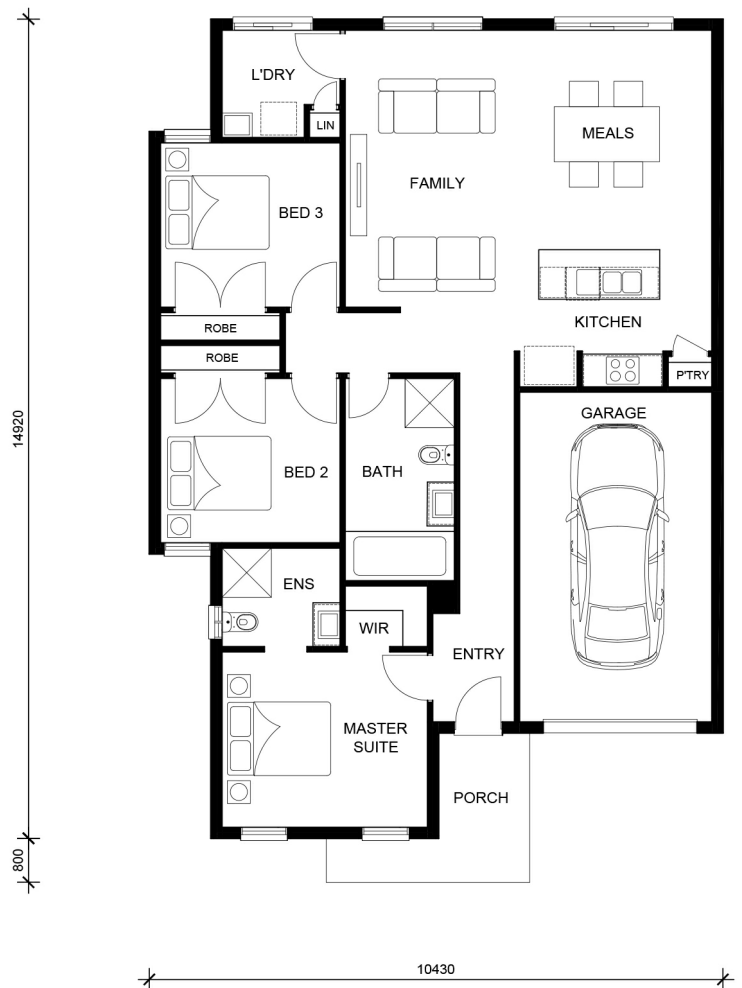 L'DRY
LIN
MEALS
FAMILY
BED 3
ROBE
ROBE
KITCHEN
P'TRY
GARAGE
14920
BED 2
BATH
ENS
WIR
ENTRY
MASTER
SUITE
PORCH
800
10430